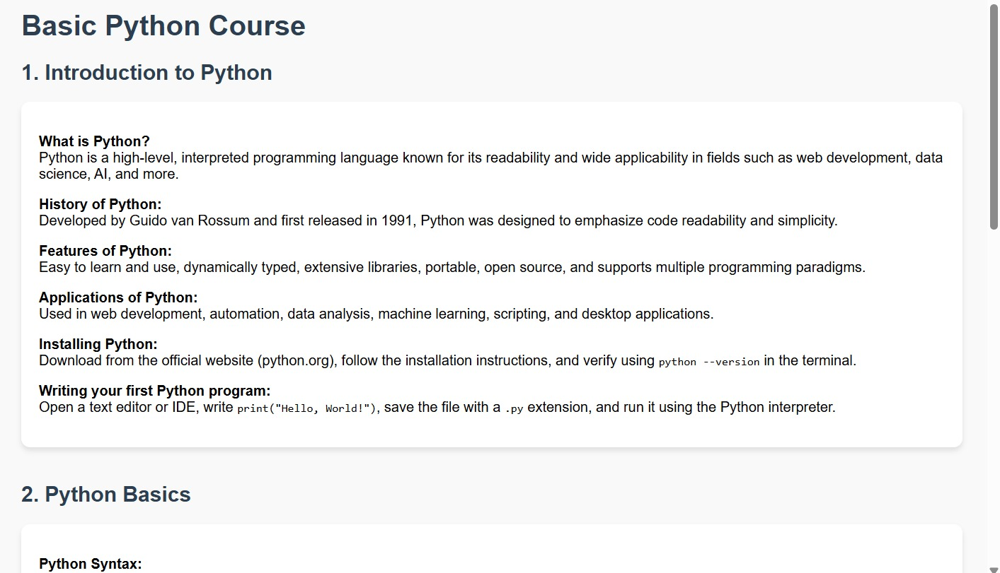 Basic Python Course
1. Introduction to Python
What is Python?
Python is a high-level, interpreted programming language known for its readability and wide applicability in fields such as web development, data
science, AI, and more.
History of Python:
Developed by Guido van Rossum and first released in 1991, Python was designed to emphasize code readability and simplicity.
Features of Python:
Easy to learn and use, dynamically typed, extensive libraries, portable, open source, and supports multiple programming paradigms.
Applications of Python:
Used in web development, automation, data analysis, machine learning, scripting, and desktop applications.
Installing Python:
Download from the official website (python.org), follow the installation instructions, and verify using python --version in the terminal.
Writing your first Python program:
Open a text editor or IDE, write print("Hello, World!"), save the file with a .py extension, and run it using the Python interpreter.
2. Python Basics
Python Syntax: